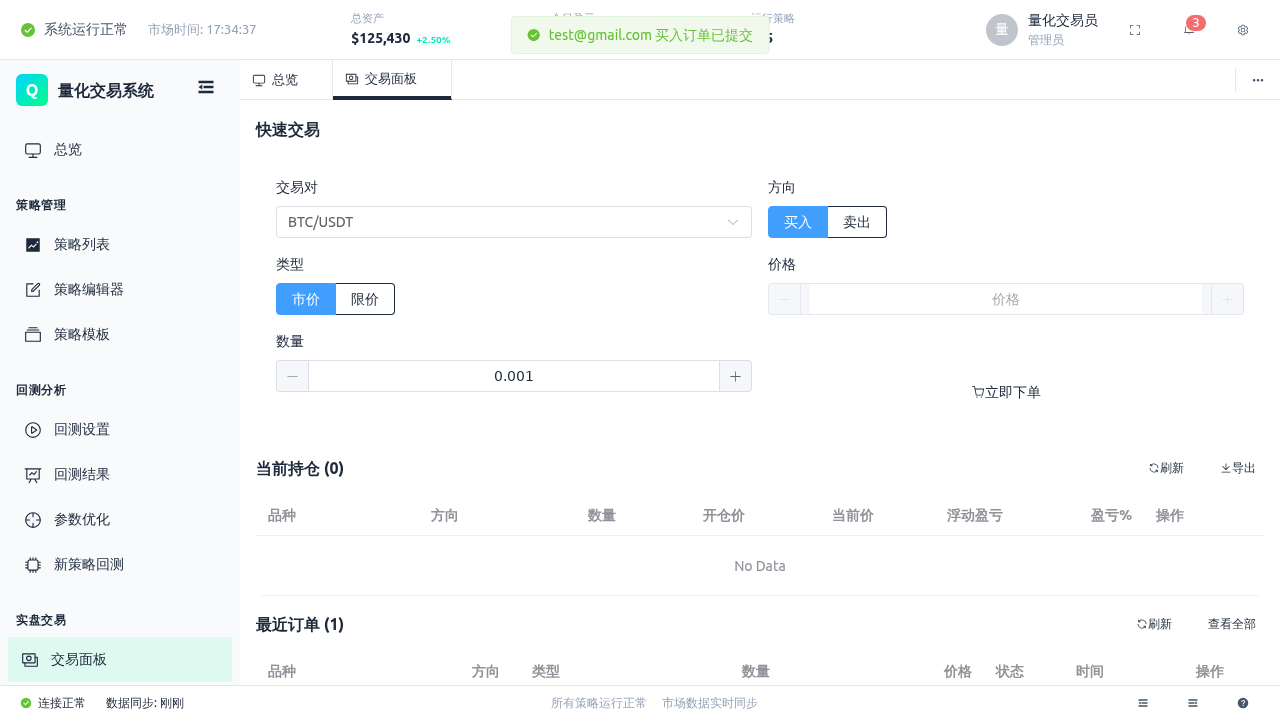 系统运行正常
市场时间: 17:34:37
总资产
$125,430 +2.50%
运行策略
test@gmail.com 买入订单已提交
量
量化交易员
管理员
3
Q
量化交易系统
总览
交易面板
总览
策略管理
策略列表
策略编辑器
策略模板
回测分析
回测设置
回测结果
参数优化
新策略回测
实盘交易
交易面板
快速交易
交易对
方向
BTC/USDT
买入
卖出
类型
价格
市价
限价
价格
数量
0.001
立即下单
当前持仓 (0)
刷新
导出
品种 方向 数量 开仓价 当前价 浮动盈亏 盈亏% 操作
No Data
最近订单 (1)
刷新
查看全部
品种 方向 类型 数量 价格 状态 时间 操作
连接正常
数据同步: 刚刚
所有策略运行正常
市场数据实时同步